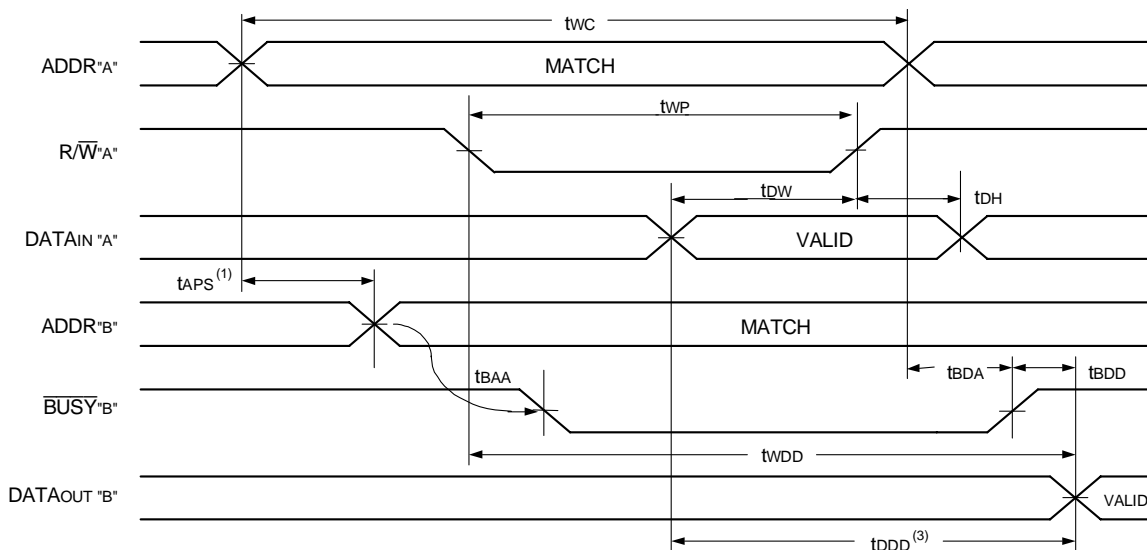 tWC
ADDR"A"
MATCH
tWP
R/W̅"A"
tDW
tDH
DATAIN "A"
VALID
tAPS(1)
ADDR"B"
MATCH
tBAA
tBDA
tBDD
B̅U̅S̅Y̅"B"
tWDD
DATAOUT "B"
VALID
tDDD(3)